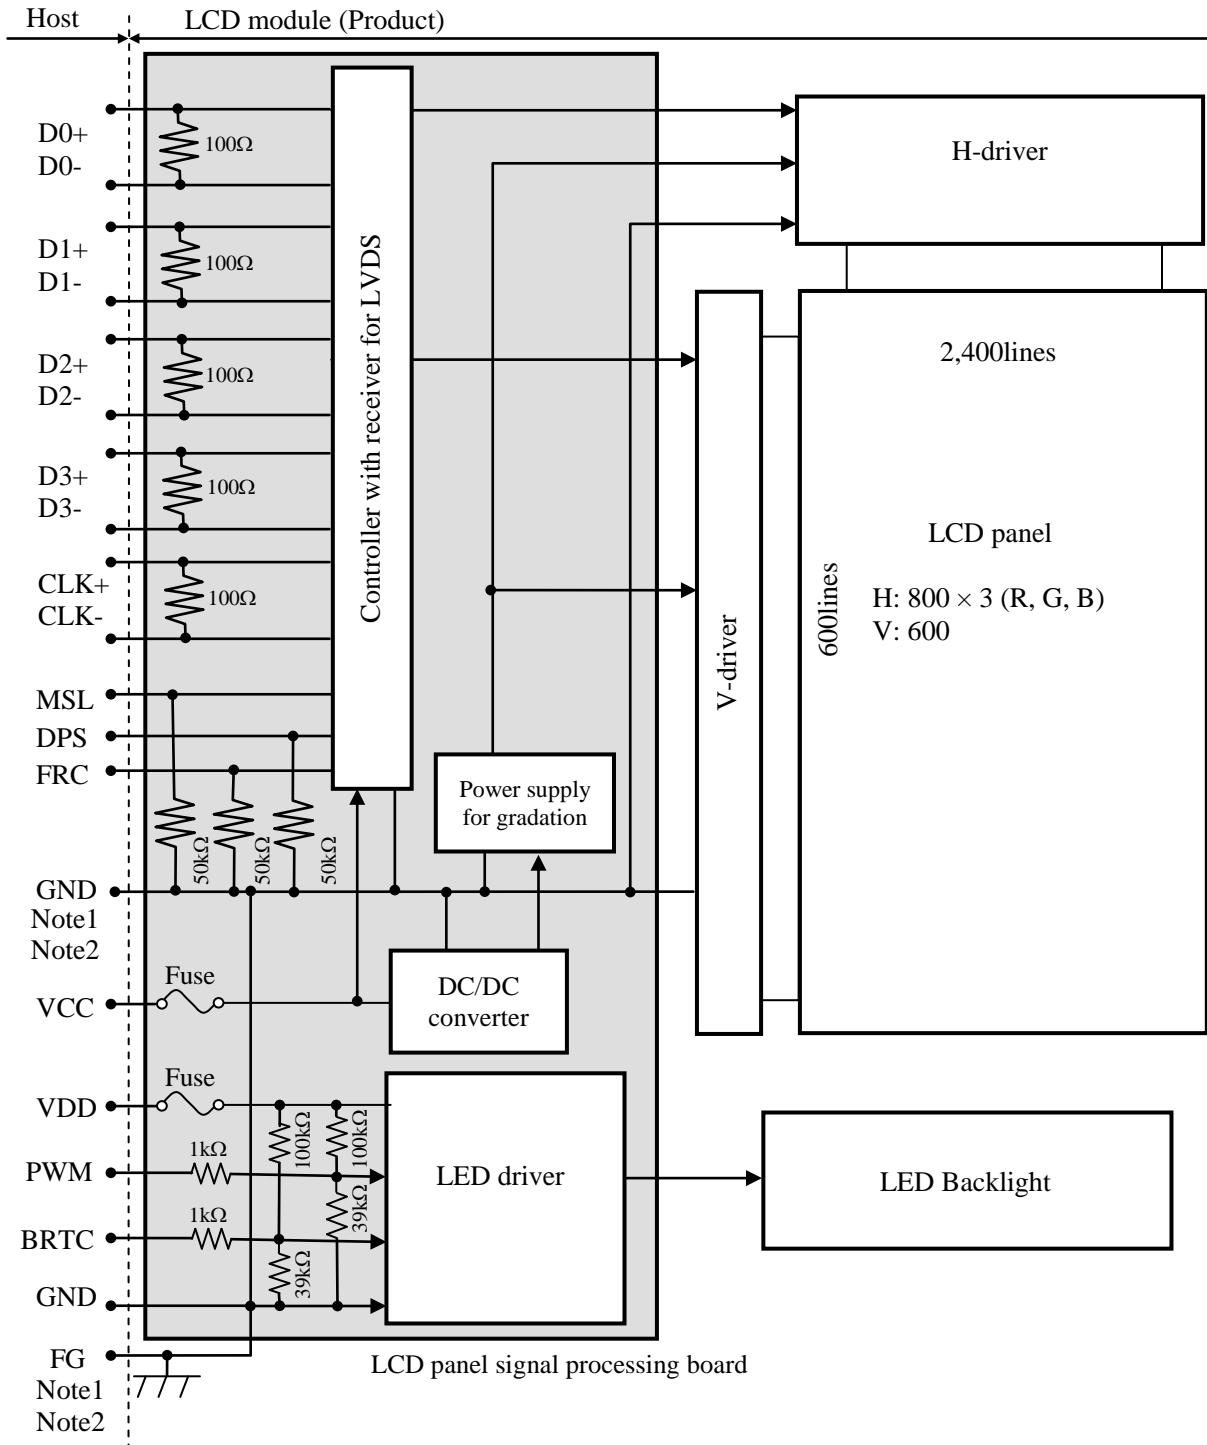 Host
LCD module (Product)
D0+
D0-
100Ω
D1+
D1-
100Ω
D2+
D2-
100Ω
D3+
D3-
100Ω
CLK+
CLK-
100Ω
MSL
DPS
FRC
50kΩ
50kΩ
50kΩ
GND
Note1
Note2
Controller with receiver for LVDS
H-driver
V-driver
2,400lines
600lines
LCD panel
H: 800 × 3 (R, G, B)
V: 600
Power supply
for gradation
Fuse
VCC
DC/DC
converter
Fuse
VDD
100kΩ
100kΩ
1kΩ
PWM
39kΩ
1kΩ
BRTC
39kΩ
GND
LED driver
LED Backlight
FG
Note1
Note2
LCD panel signal processing board